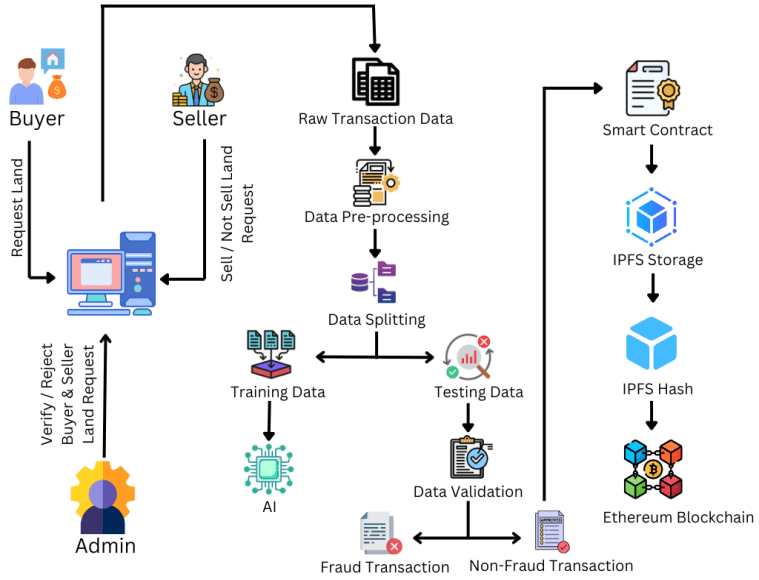 Buyer
Seller
Request Land
Sell / Not Sell Land
Request
Verify / Reject
Buyer & Seller
Land Request
Admin
Raw Transaction Data
Data Pre-processing
Data Splitting
Training Data
Testing Data
AI
Data Validation
Fraud Transaction
Non-Fraud Transaction
Smart Contract
IPFS Storage
IPFS Hash
Ethereum Blockchain